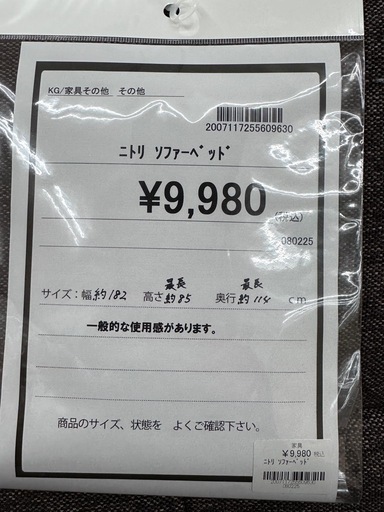 KG/家具その他 その他
2007117255609630
ﾆﾄﾘ ｿﾌｧｰﾍﾞｯﾄﾞ
¥9,980
(税込)
080225
サイズ：幅約182 高さ最長約85 奥行最長約114 cm
一般的な使用感があります。
商品のサイズ、状態を よくご確認下さい。
家具
¥9,980 税込
ﾆﾄﾘ ｿﾌｧｰﾍﾞｯﾄﾞ
2007117255609630
080225